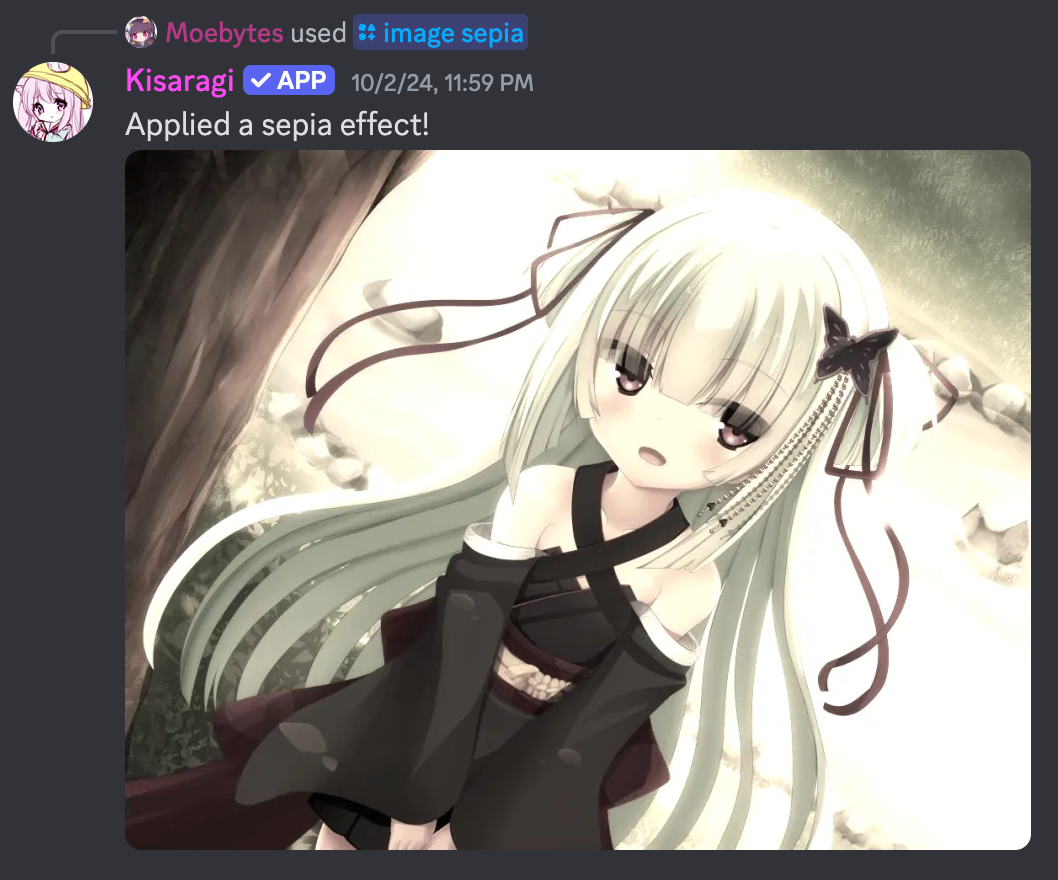 Moebytes used image sepia
Kisaragi APP 10/2/24, 11:59 PM
Applied a sepia effect!